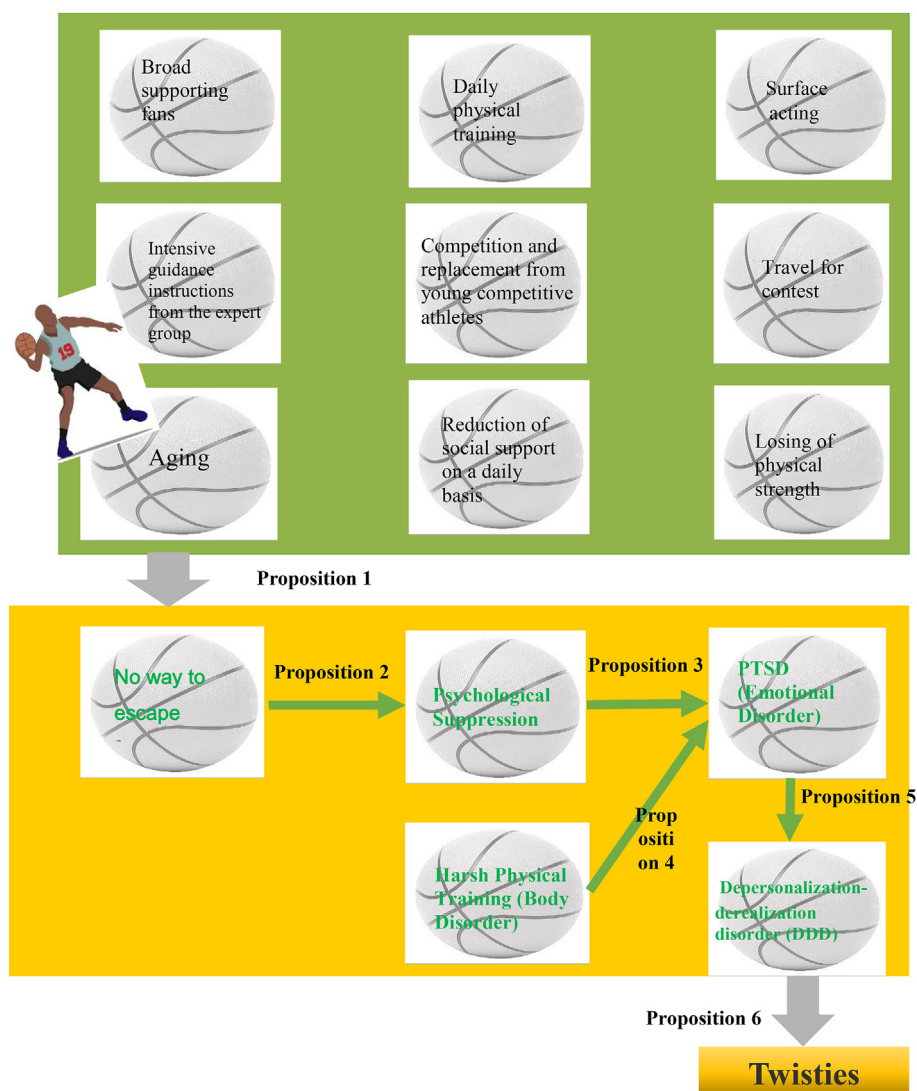 Broad
supporting
fans
Daily
physical
training
Surface
acting
Intensive
guidance
instructions
from the expert
group
Competition and
replacement from
young competitive
athletes
Travel for
contest
19
Aging
Reduction of
social support
on a daily
basis
Losing of
physical
strength
Proposition 1
No way to
escape
-
Proposition 2
Psychological
Suppression
Proposition 3
PTSD
(Emotional
Disorder)
Proposition 5
Prop
ositi
on 4
Harsh Physical
Training (Body
Disorder)
Depersonalization-
derealization
disorder (DDD)
Proposition 6
Twisties